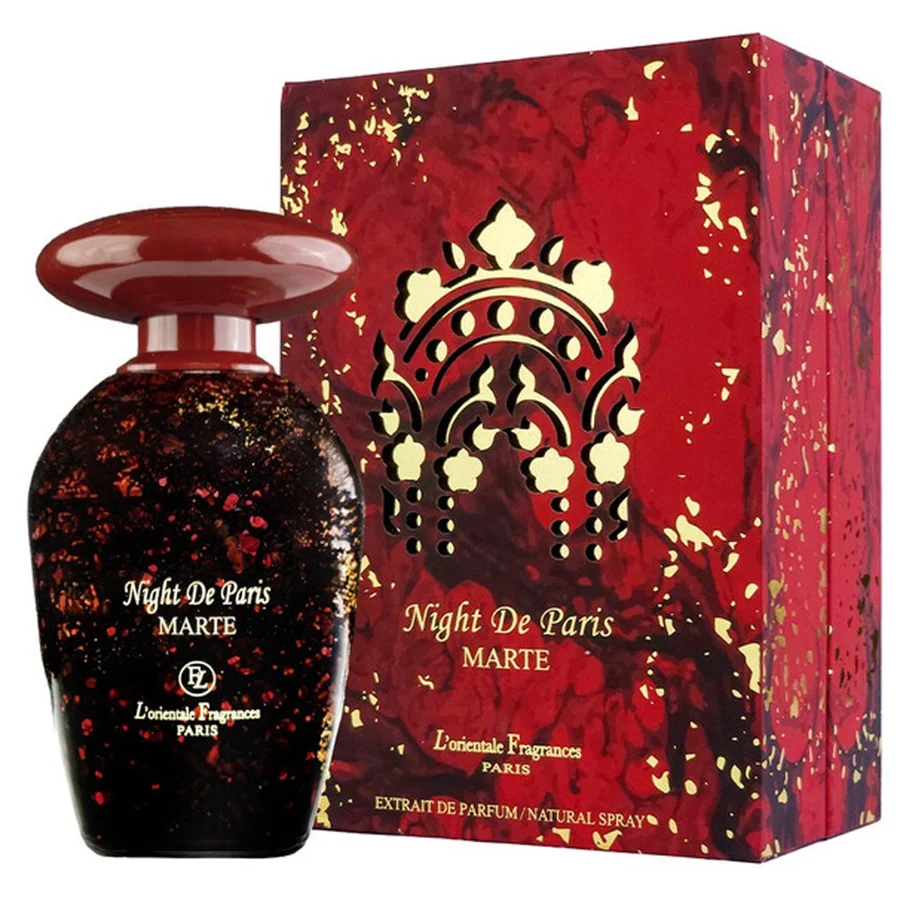 Night De Paris
MARTE
FL
L'orientale Fragrances
PARIS
Night De Paris
MARTE
L'orientale Fragrances
PARIS
EXTRAIT DE PARFUM / NATURAL SPRAY